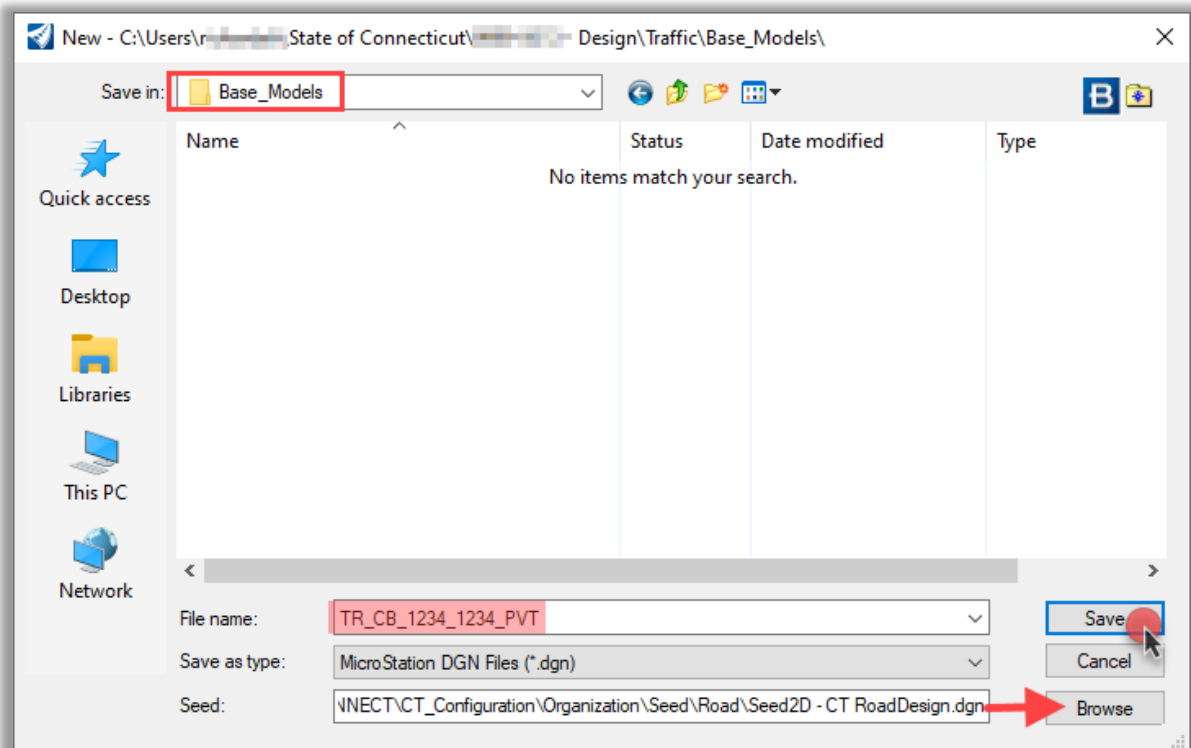 New - C:\Users\ State of Connecticut\ Design\Traffic\Base_Models\
Save in: Base_Models
Name Status Date modified Type
No items match your search.
Quick access
Desktop
Libraries
This PC
Network
File name: TR_CB_1234_1234_PVT Save
Save as type: MicroStation DGN Files (*.dgn) Cancel
Seed: \CT_Configuration\Organization\Seed\Road\Seed2D - CT RoadDesign.dgn Browse